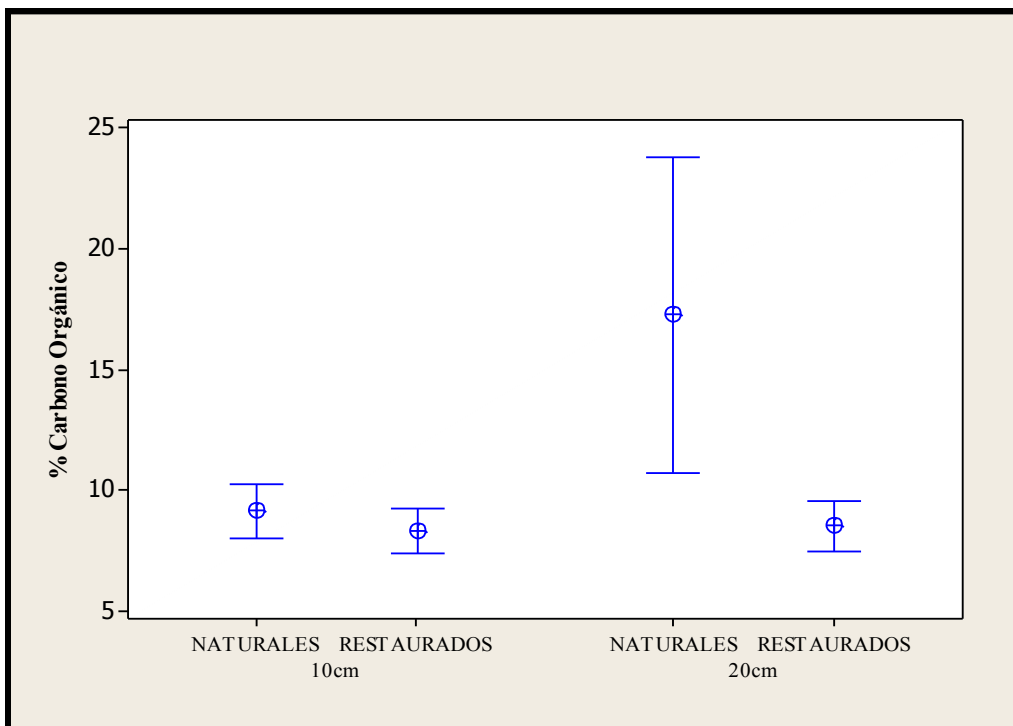 % Carbono Orgánico
25
20
15
10
5
NATURALES RESTAURADOS NATURALES RESTAURADOS
10cm 20cm